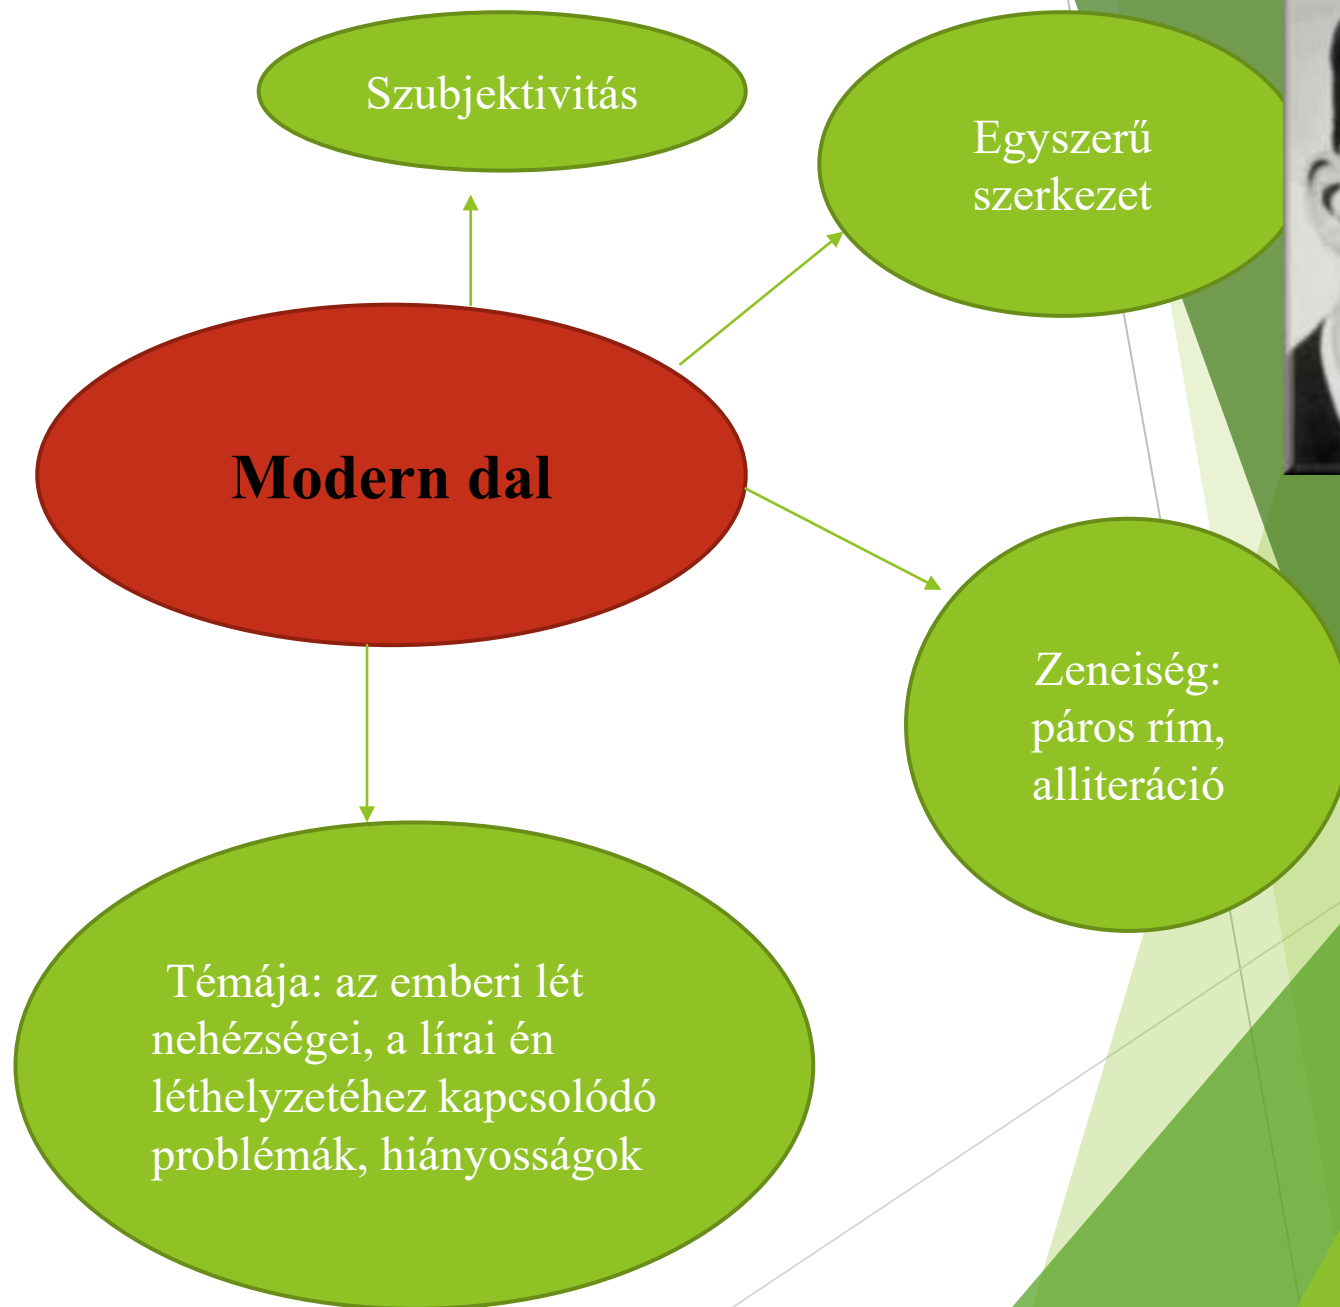 Szubjektivitás
Egyszerű
szerkezet
Modern dal
Zeneiség:
páros rím,
alliteráció
Témája: az emberi lét
nehézségei, a lírai én
léthelyzetéhez kapcsolódó
problémák, hiányosságok